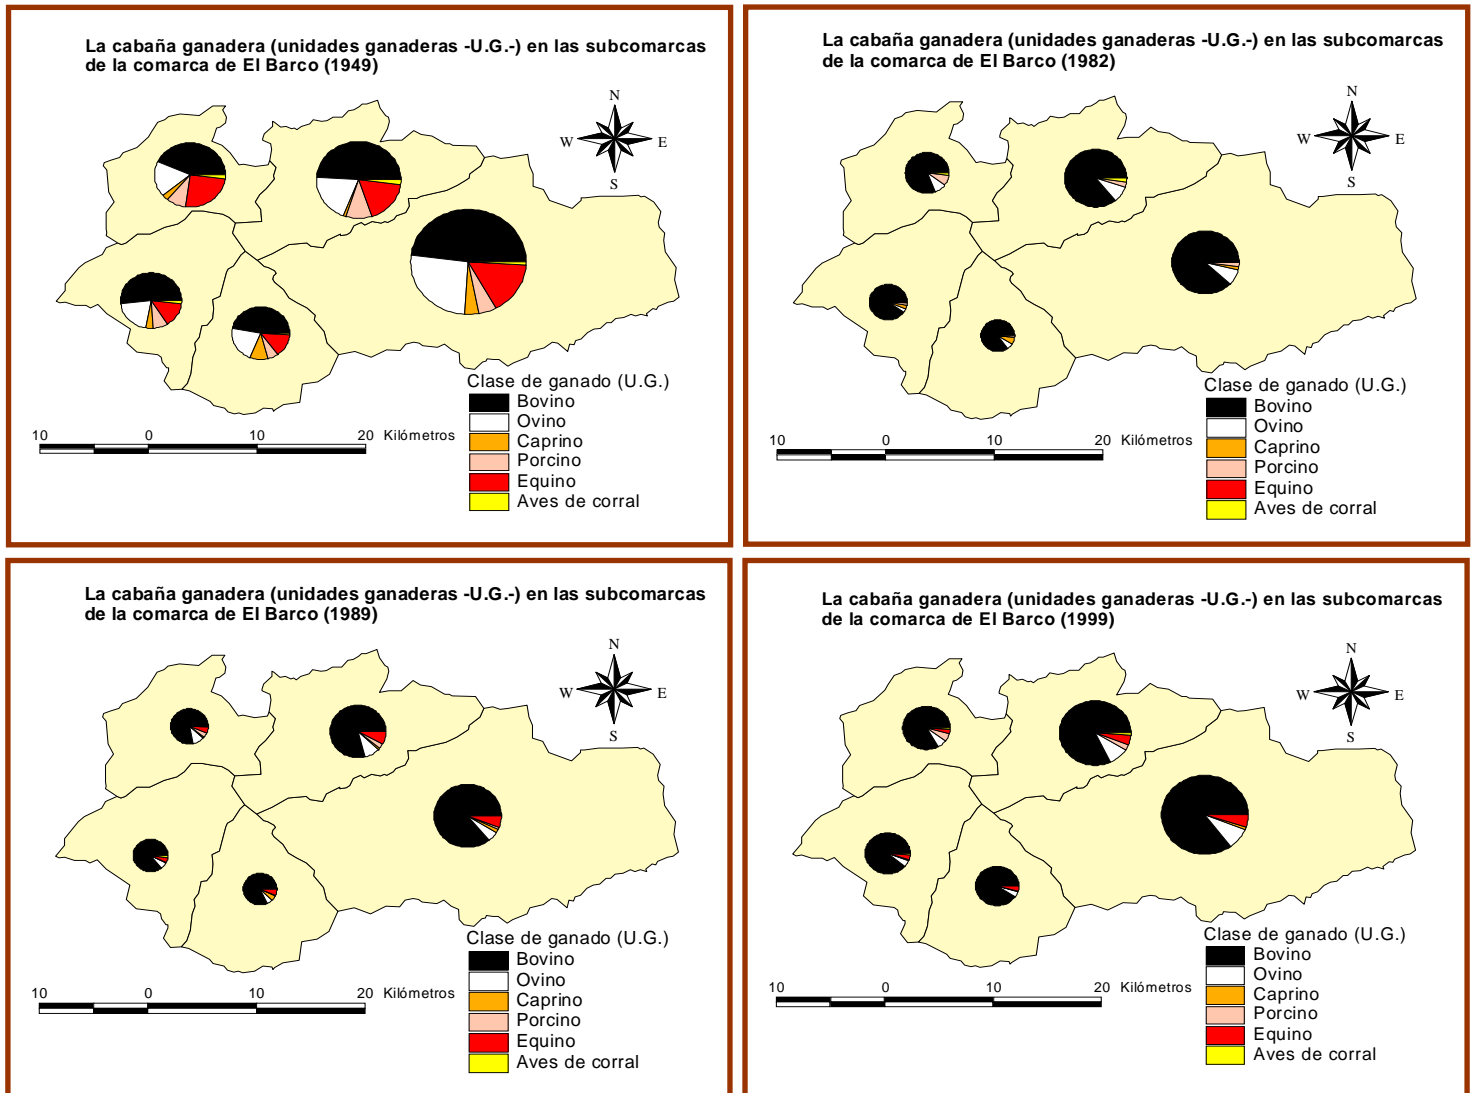 La cabaña ganadera (unidades ganaderas -U.G.-) en las subcomarcas
de la comarca de El Barco (1949)
N
W
E
S
Clase de ganado (U.G.)
Bovino
Ovino
Caprino
Porcino
Equino
Aves de corral
10 0 10 20 Kilómetros
La cabaña ganadera (unidades ganaderas -U.G.-) en las subcomarcas
de la comarca de El Barco (1982)
N
W
E
S
Clase de ganado (U.G.)
Bovino
Ovino
Caprino
Porcino
Equino
Aves de corral
10 0 10 20 Kilómetros
La cabaña ganadera (unidades ganaderas -U.G.-) en las subcomarcas
de la comarca de El Barco (1989)
N
W
E
S
Clase de ganado (U.G.)
Bovino
Ovino
Caprino
Porcino
Equino
Aves de corral
10 0 10 20 Kilómetros
La cabaña ganadera (unidades ganaderas -U.G.-) en las subcomarcas
de la comarca de El Barco (1999)
N
W
E
S
Clase de ganado (U.G.)
Bovino
Ovino
Caprino
Porcino
Equino
Aves de corral
10 0 10 20 Kilómetros